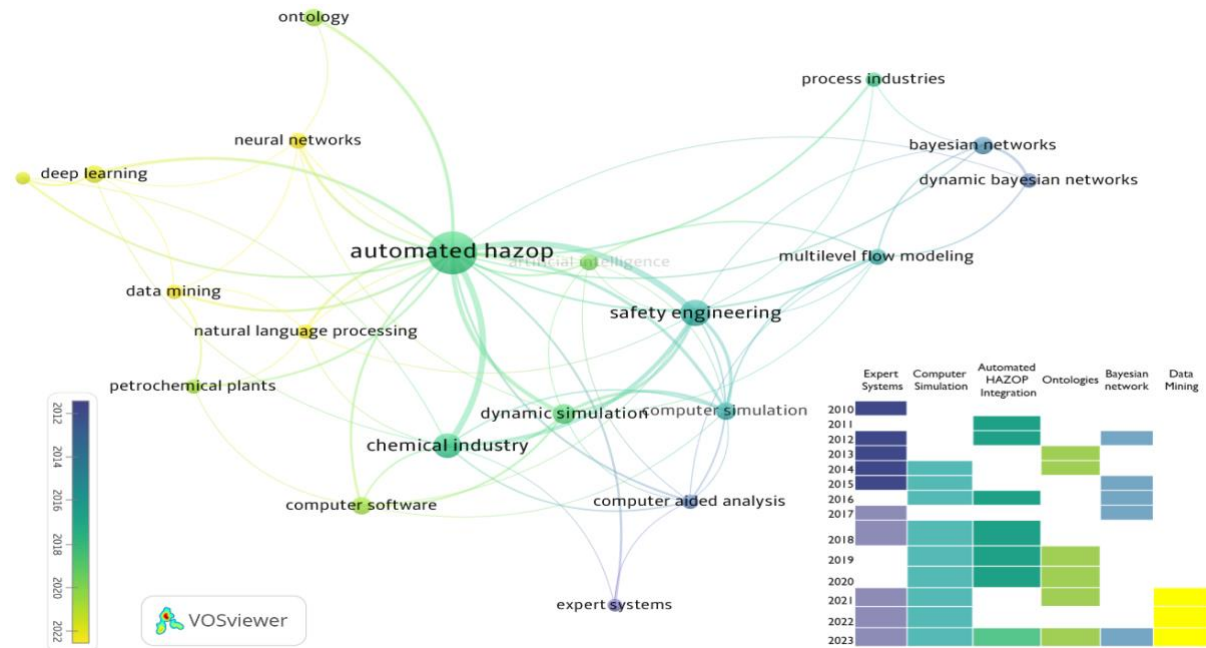 ontology
process industries
neural networks
bayesian networks
deep learning
dynamic bayesian networks
automated hazop
artificial intelligence
multilevel flow modeling
data mining
safety engineering
natural language processing
petrochemical plants
dynamic simulation
computer simulation
chemical industry
computer software
computer aided analysis
expert systems
2012
2014
2016
2018
2020
2022
VOSviewer
Expert Systems
Computer Simulation
Automated HAZOP Integration
Ontologies
Bayesian network
Data Mining
2010
2011
2012
2013
2014
2015
2016
2017
2018
2019
2020
2021
2022
2023